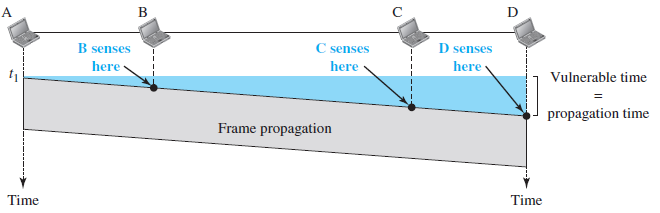 A
B
C
D
B senses
here
C senses
here
D senses
here
t1
Vulnerable time
=
propagation time
Frame propagation
Time
Time